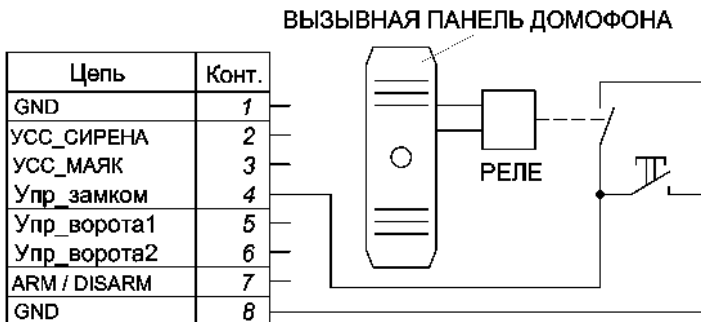 ВЫЗЫВНАЯ ПАНЕЛЬ ДОМОФОНА
Цепь Конт.
GND 1
УСС_СИРЕНА 2
УСС_МАЯК 3
Упр_замком 4
Упр_ворота1 5
Упр_ворота2 6
ARM / DISARM 7
GND 8
РЕЛЕ